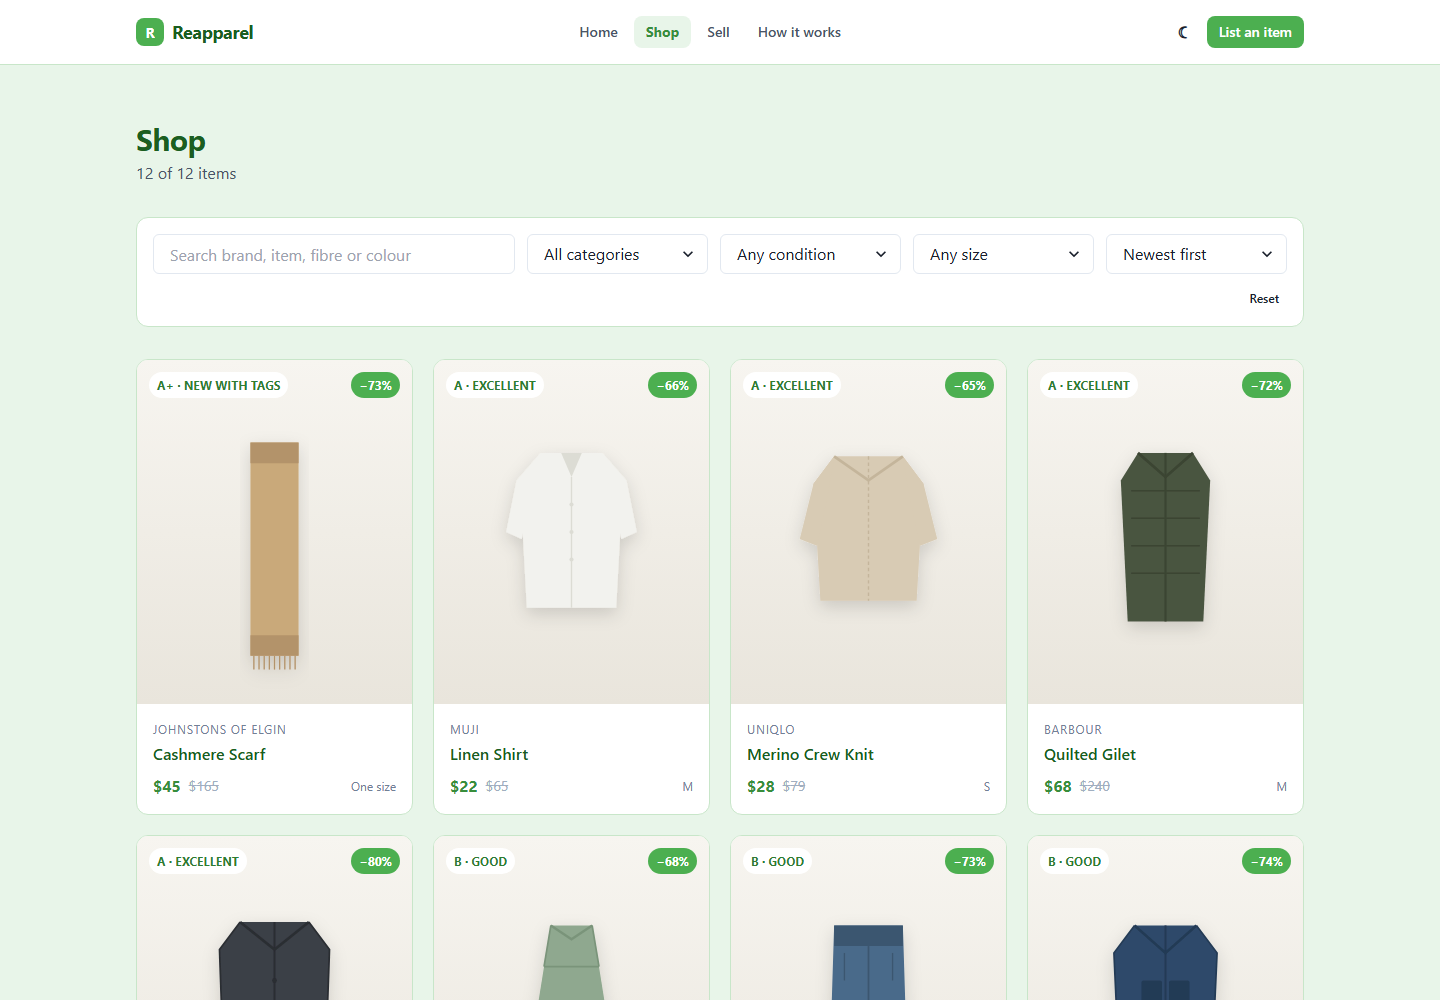 R Reapparel Home Shop Sell How it works ☾ List an item
Shop
12 of 12 items
Search brand, item, fibre or colour All categories Any condition Any size Newest first
Reset
A+ · NEW WITH TAGS −73% A · EXCELLENT −66% A · EXCELLENT −65% A · EXCELLENT −72%
JOHNSTONS OF ELGIN MUJI UNIQLO BARBOUR
Cashmere Scarf Linen Shirt Merino Crew Knit Quilted Gilet
$45 $165 One size $22 $65 M $28 $79 S $68 $240 M
A · EXCELLENT −80% B · GOOD −68% B · GOOD −73% B · GOOD −74%